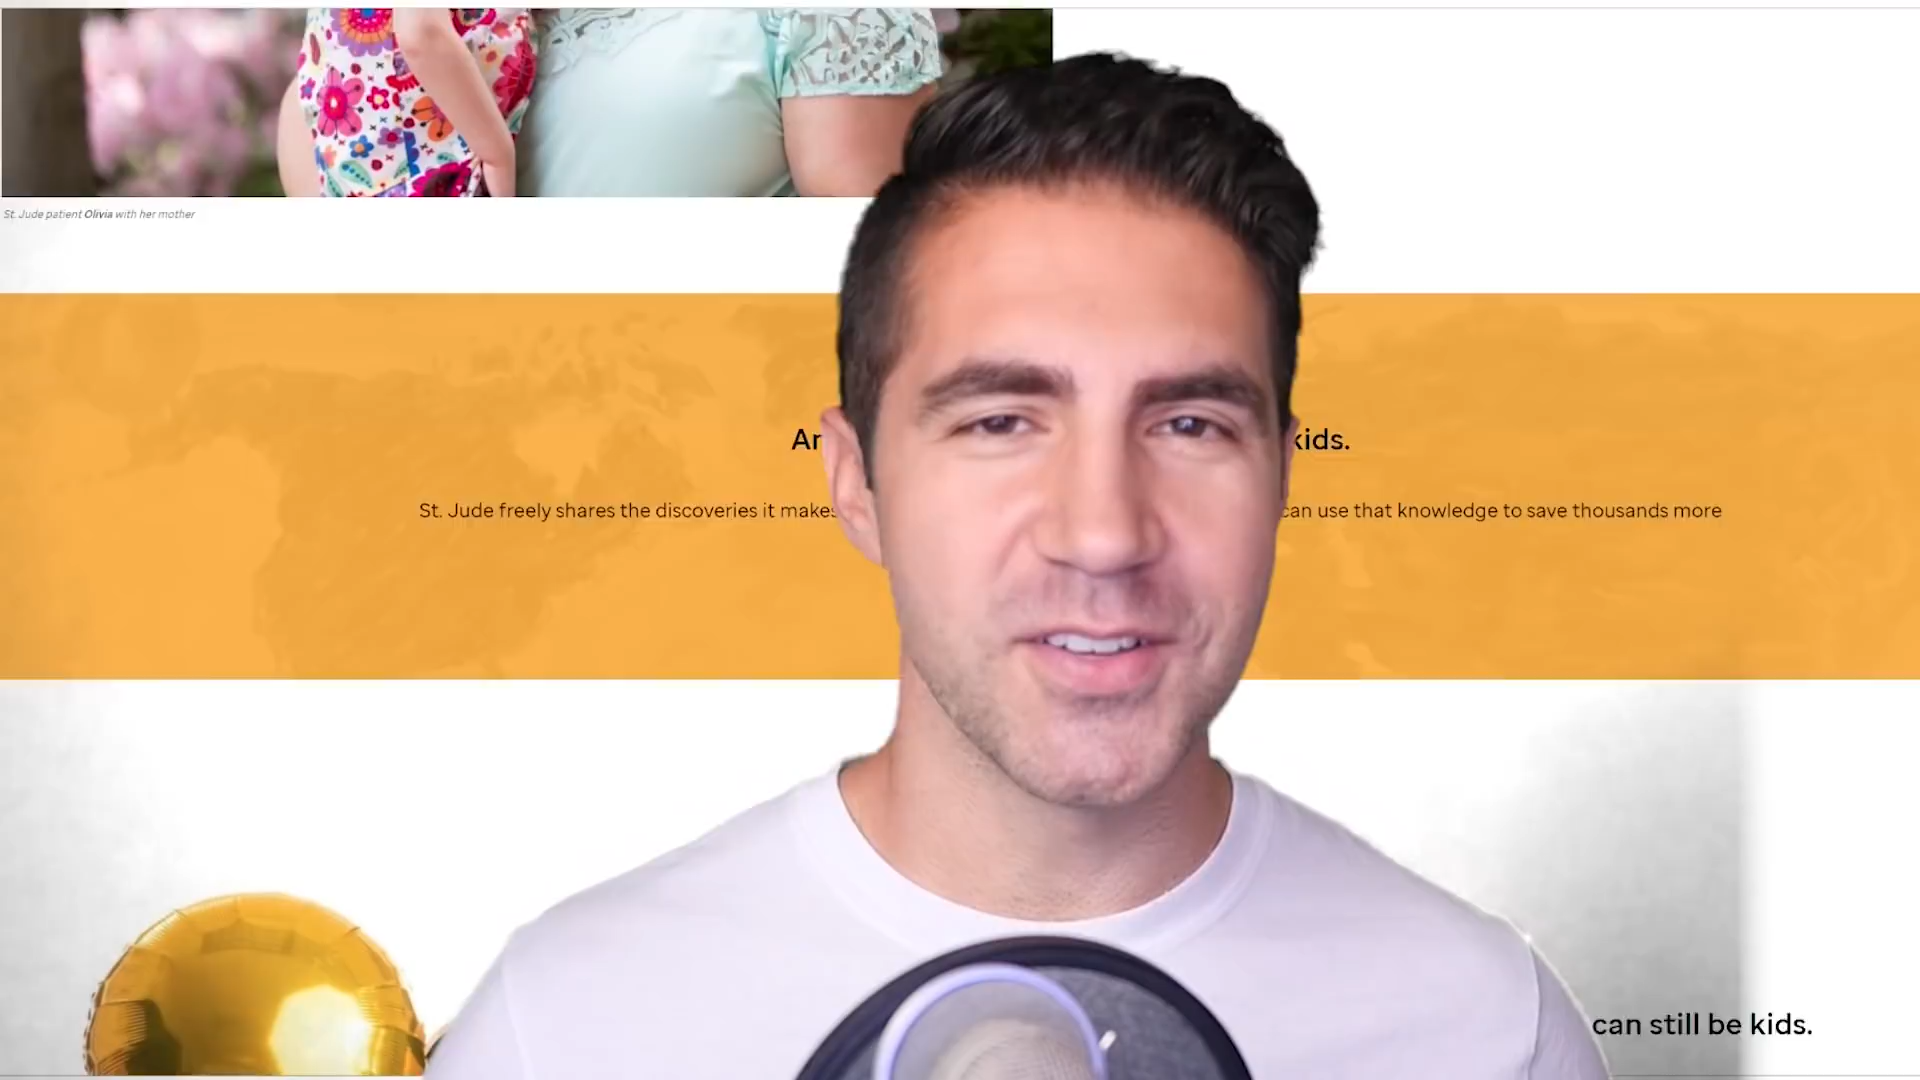 St. Jude patient Olivia with her mother
kids.
St. Jude freely shares the discoveries it makes
can use that knowledge to save thousands more
can still be kids.